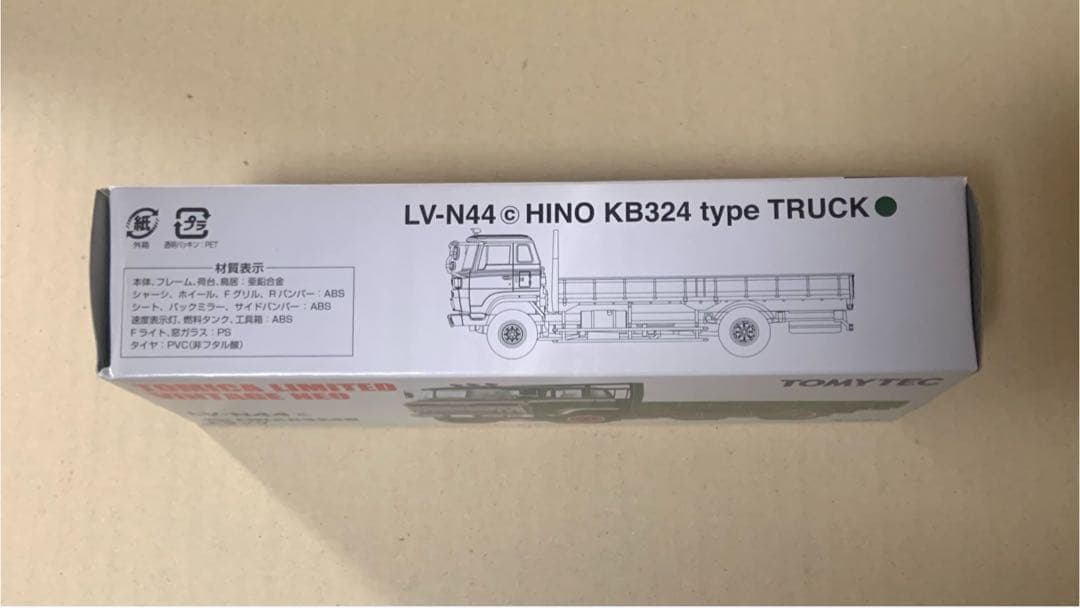 LV-N44 ⓒ HINO KB324 type TRUCK
紙
外箱
プラ
透明パッキン:PET
材質表示
本体、フレーム、荷台、鳥居:亜鉛合金
シャーシ、ホイール、Fグリル、Rバンパー:ABS
シート、バックミラー、サイドバンパー:ABS
速度表示灯、燃料タンク、工具箱:ABS
Fライト、窓ガラス:PS
タイヤ:PVC(非フタル酸)
TOMICA LIMITED
VINTAGE NEO
TOMYTEC
LV-N44